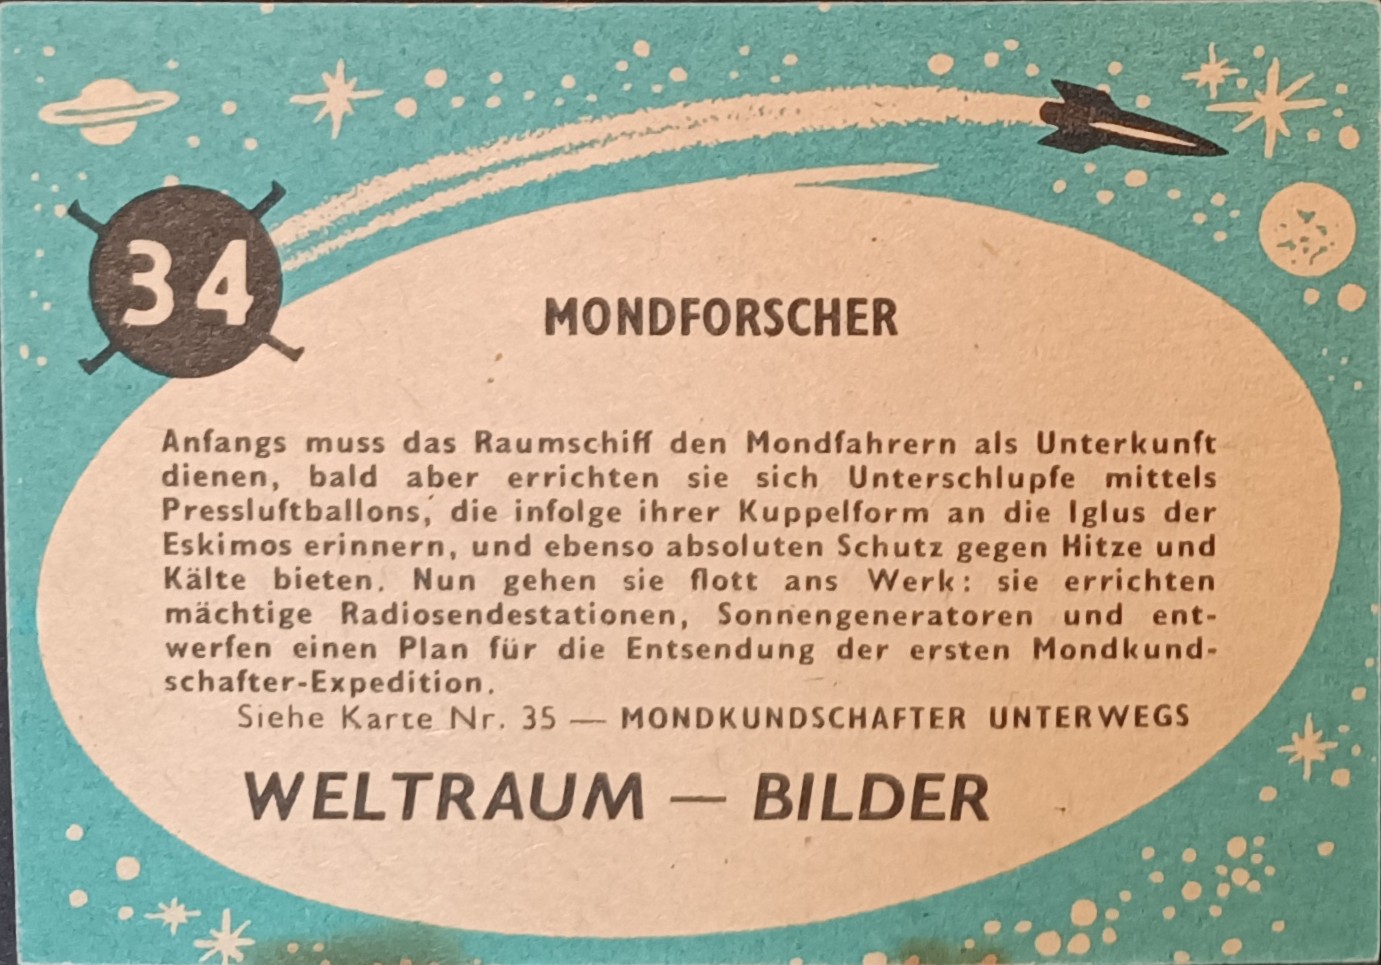 34
MONDFORSCHER
Anfangs muss das Raumschiff den Mondfahrern als Unterkunft
dienen, bald aber errichten sie sich Unterschlupfe mittels
Pressluftballons, die infolge ihrer Kuppelform an die Iglus der
Eskimos erinnern, und ebenso absoluten Schutz gegen Hitze und
Kälte bieten. Nun gehen sie flott ans Werk: sie errichten
mächtige Radiosendestationen, Sonnengeneratoren und ent-
werfen einen Plan für die Entsendung der ersten Mondkund-
schafter-Expedition.
Siehe Karte Nr. 35 — MONDKUNDSCHAFTER UNTERWEGS
WELTRAUM — BILDER